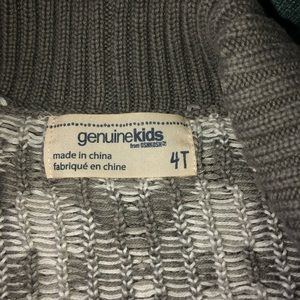 genuinekids
from OSHKOSH
made in china
fabriqué en chine
4T